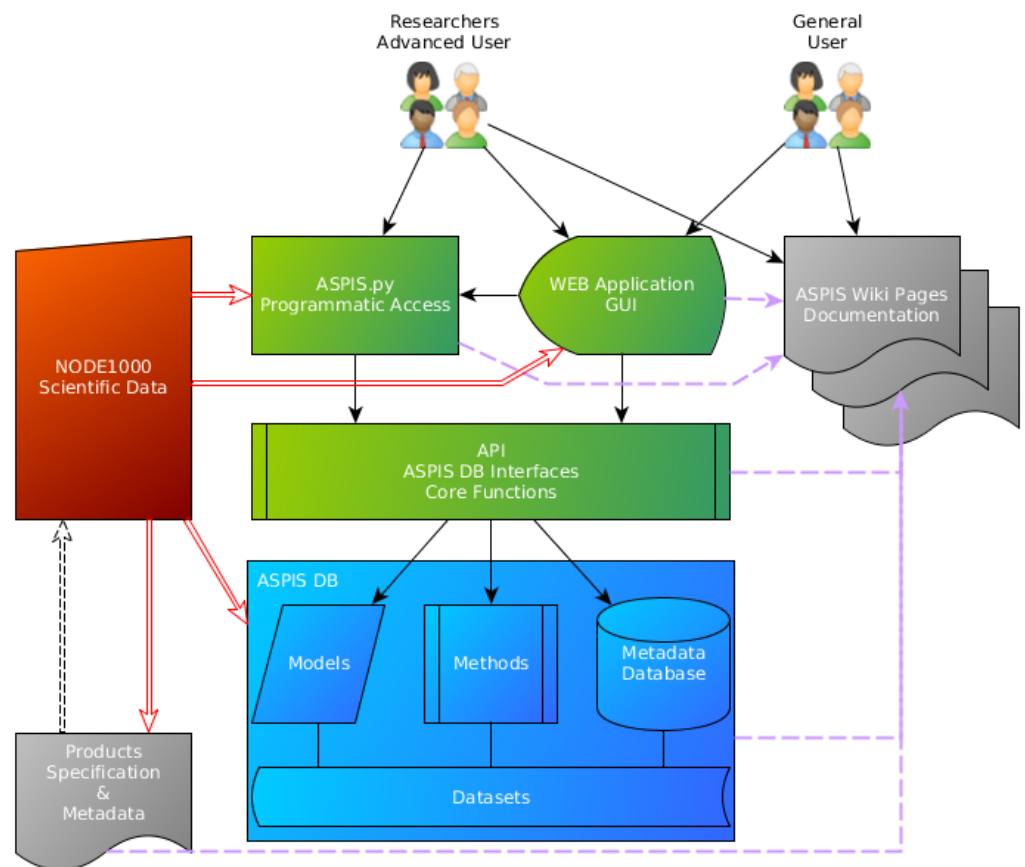 Researchers
Advanced User
General
User
ASPIS.py
Programmatic Access
WEB Application
GUI
ASPIS Wiki Pages
Documentation
NODE1000
Scientific Data
API
ASPIS DB Interfaces
Core Functions
ASPIS DB
Models
Methods
Metadata
Database
Products
Specification
&
Metadata
Datasets